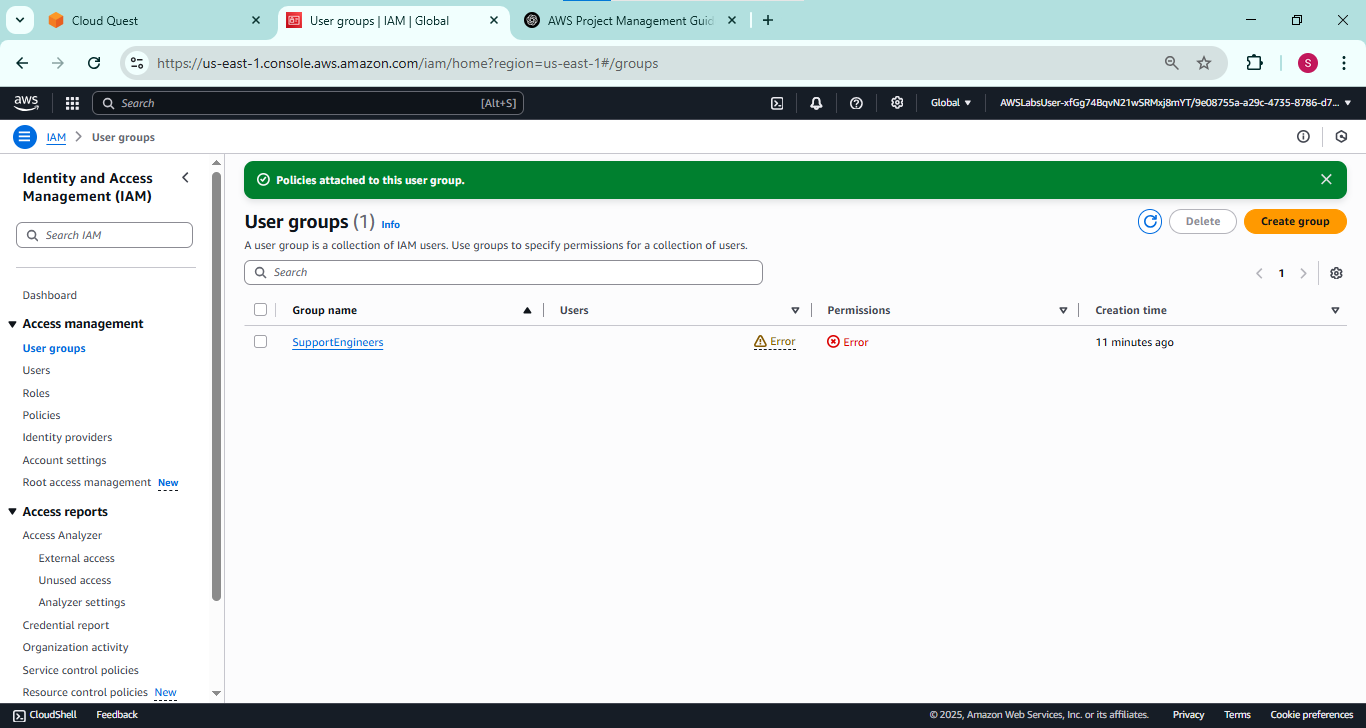 Cloud Quest
User groups | IAM | Global
AWS Project Management Guid
https://us-east-1.console.aws.amazon.com/iam/home?region=us-east-1#/groups
S
aws
Search [Alt+S]
Global
AWSLabsUser-xfGg74BqvN21wSRMxj8mYT/9e08755a-a29c-4735-8786-d7...
IAM
User groups
Identity and Access
Management (IAM)
Search IAM
Dashboard
Access management
User groups
Users
Roles
Policies
Identity providers
Account settings
Root access management New
Access reports
Access Analyzer
External access
Unused access
Analyzer settings
Credential report
Organization activity
Service control policies
Resource control policies New
Policies attached to this user group.
User groups (1) Info
Delete
Create group
A user group is a collection of IAM users. Use groups to specify permissions for a collection of users.
Search
1
Group name Users Permissions Creation time
SupportEngineers Error Error 11 minutes ago
CloudShell Feedback © 2025, Amazon Web Services, Inc. or its affiliates. Privacy Terms Cookie preferences